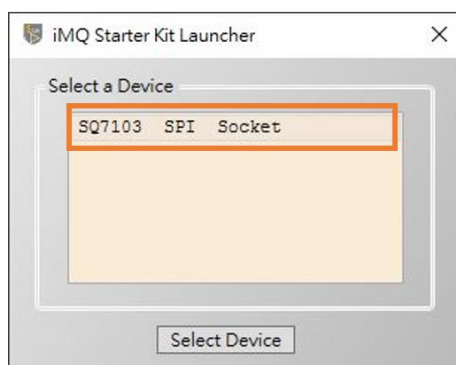 iMQ Starter Kit Launcher
Select a Device
SQ7103 SPI Socket
Select Device